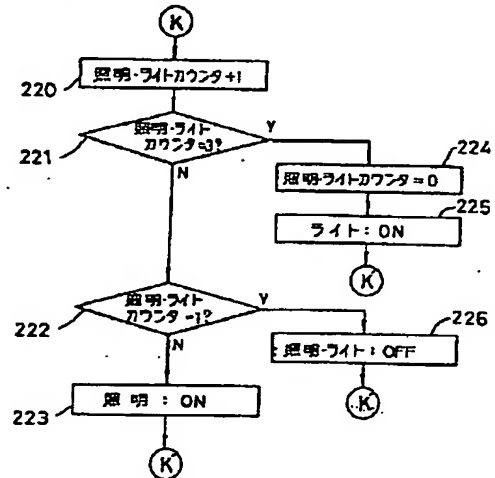 K
220
照明・ライトカウンタ+1
221
照明・ライト
カウンタ=3?
Y
N
224
照明・ライトカウンタ=0
225
ライト:ON
K
222
照明・ライト
カウンタ=1?
Y
N
226
照明・ライト:OFF
K
223
照明:ON
K